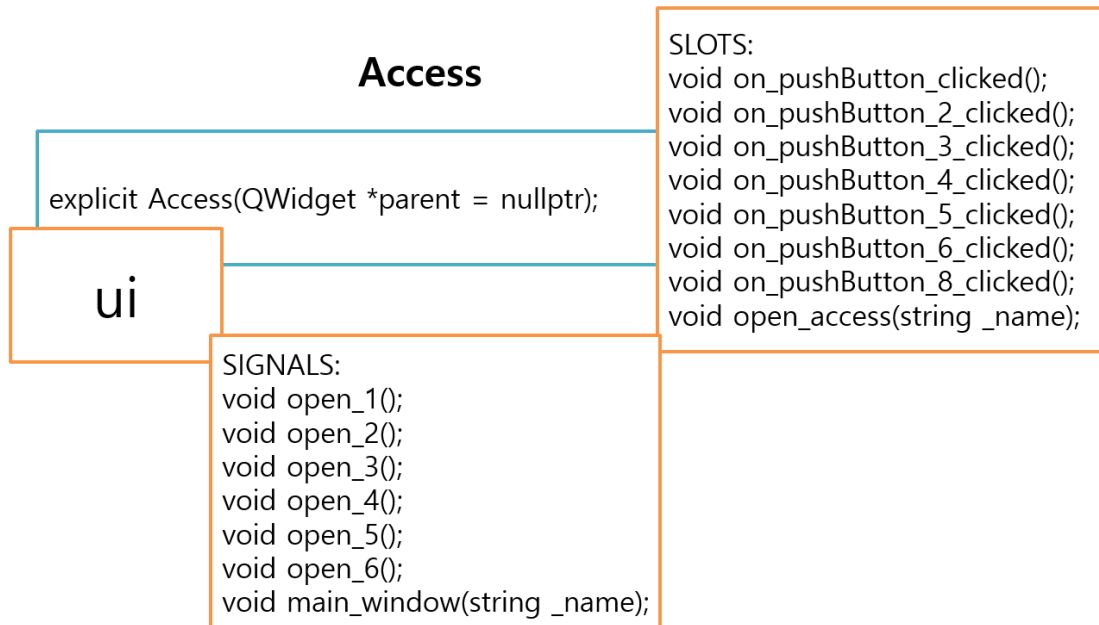 Access
explicit Access(QWidget *parent = nullptr);
ui
SLOTS:
void on_pushButton_clicked();
void on_pushButton_2_clicked();
void on_pushButton_3_clicked();
void on_pushButton_4_clicked();
void on_pushButton_5_clicked();
void on_pushButton_6_clicked();
void on_pushButton_8_clicked();
void open_access(string _name);
SIGNALS:
void open_1();
void open_2();
void open_3();
void open_4();
void open_5();
void open_6();
void main_window(string _name);